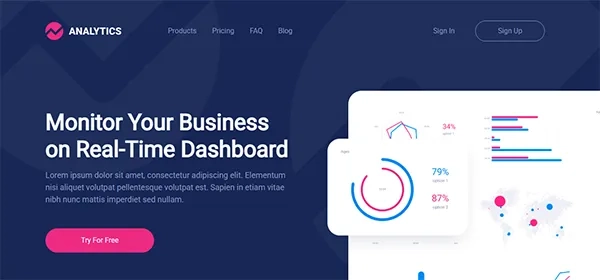 ANALYTICS
Products Pricing FAQ Blog
Sign In Sign Up
Monitor Your Business
on Real-Time Dashboard
Lorem ipsum dolor sit amet, consectetur adipiscing elit. Elementum
nisi aliquet volutpat pellentesque volutpat est. Sapien in etiam vitae
nibh nunc mattis imperdiet sed nullam.
Try For Free
34%
79%
87%